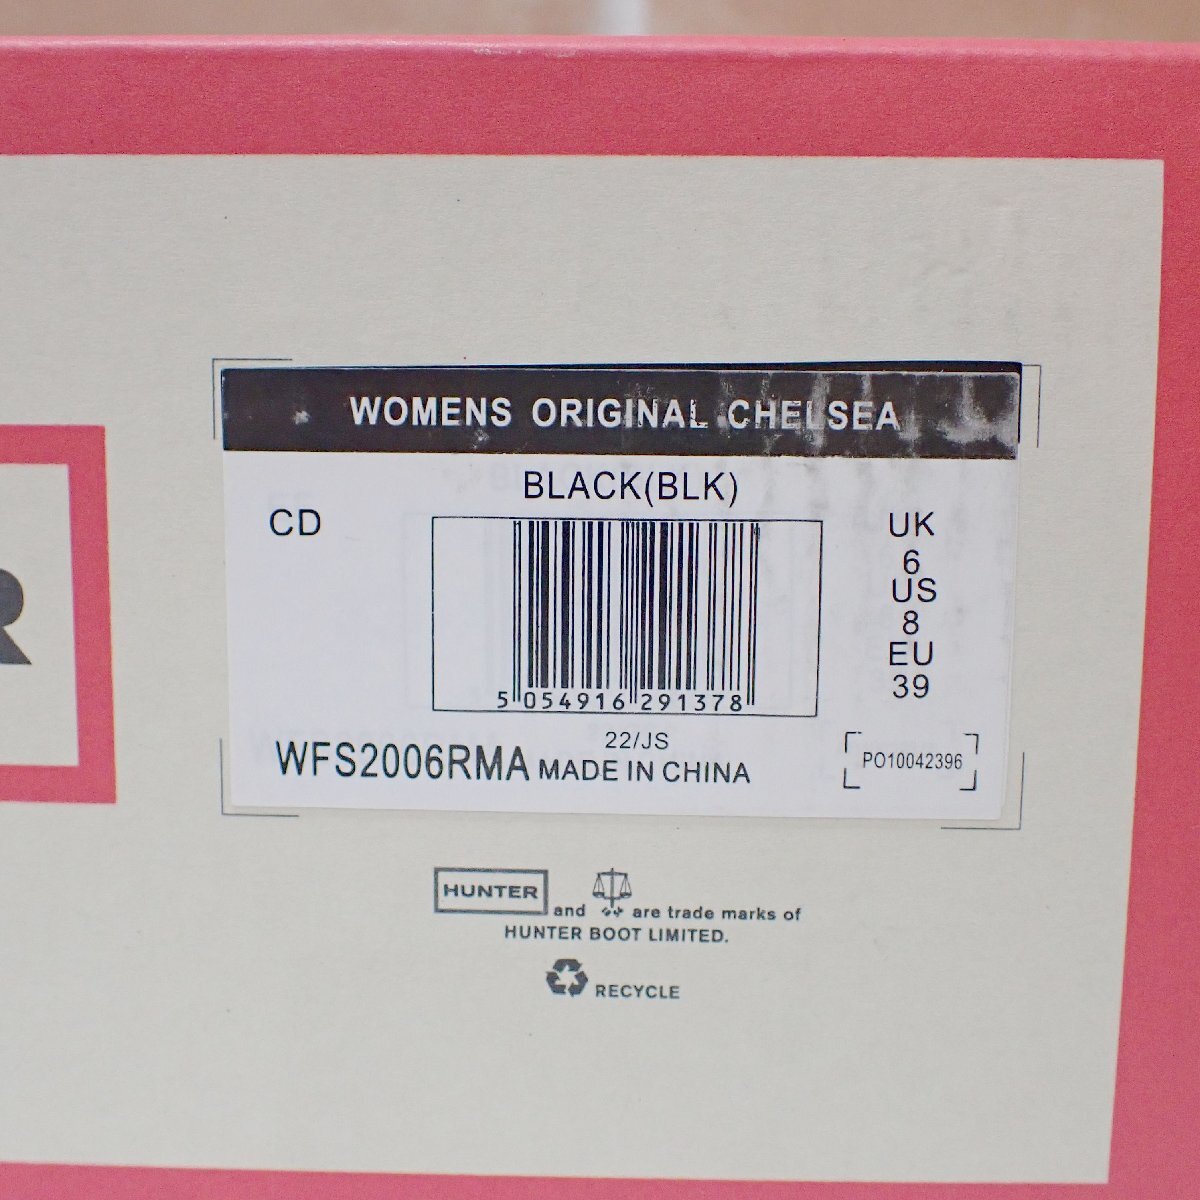 R
WOMENS ORIGINAL CHELSEA
BLACK(BLK)
CD
UK
6
US
8
EU
39
5 054916 291378
22/JS
WFS2006RMA MADE IN CHINA
PO10042396
HUNTER and are trade marks of
HUNTER BOOT LIMITED.
RECYCLE